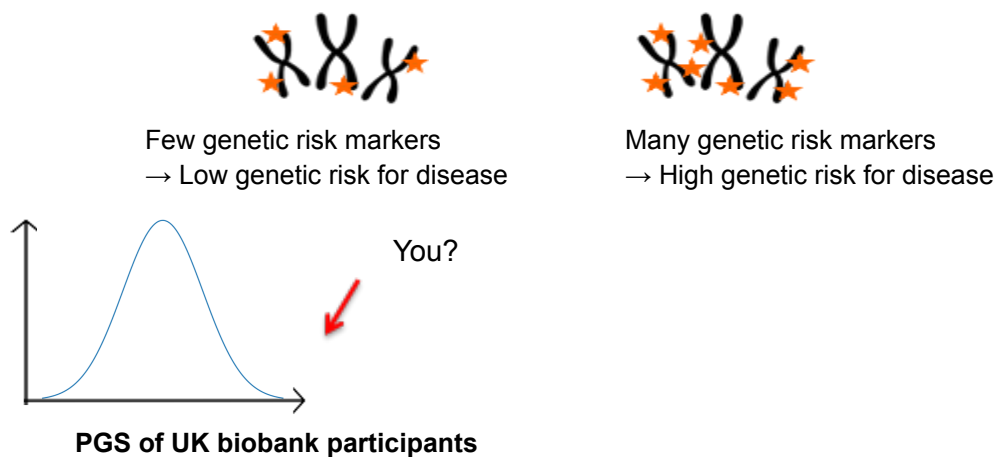 Few genetic risk markers
→ Low genetic risk for disease
Many genetic risk markers
→ High genetic risk for disease
You?
PGS of UK biobank participants